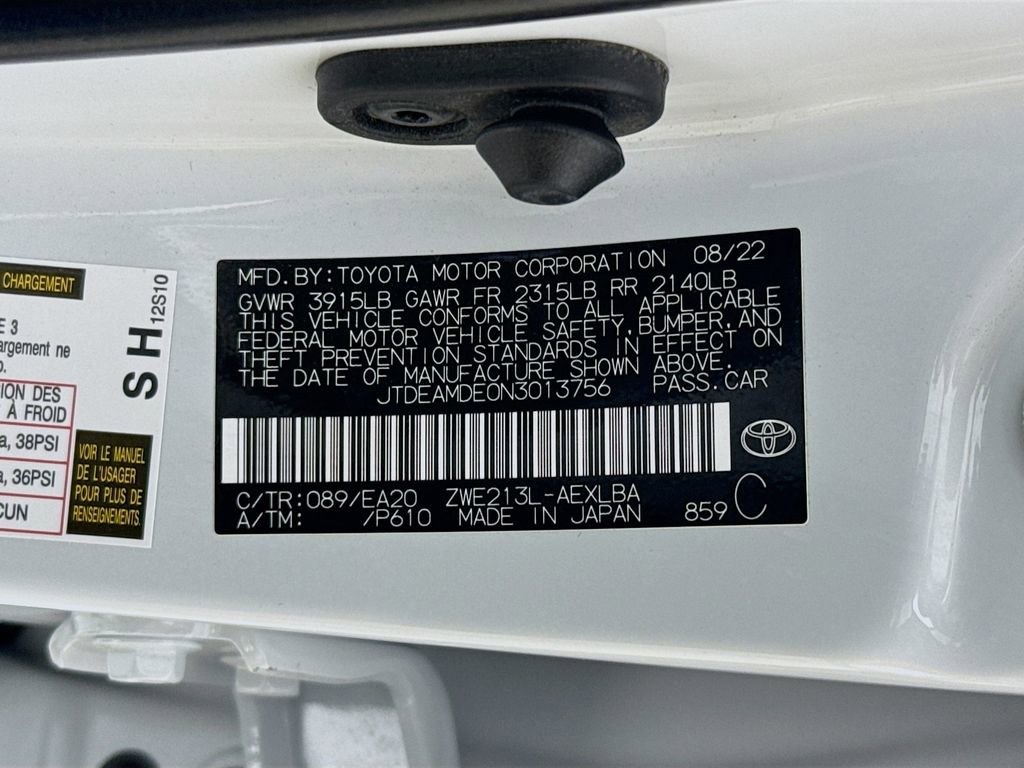 CHARGEMENT
E 3
argement ne
o.
ION DES
À FROID
a, 38PSI
a, 36PSI
CUN
SH 12S10
VOIR LE MANUEL
DE L'USAGER
POUR PLUS DE
RENSEIGNEMENTS.
MFD. BY: TOYOTA MOTOR CORPORATION 08/22
GVWR 3915LB GAWR FR 2315LB RR 2140LB
THIS VEHICLE CONFORMS TO ALL APPLICABLE
FEDERAL MOTOR VEHICLE SAFETY, BUMPER, AND
THEFT PREVENTION STANDARDS IN EFFECT ON
THE DATE OF MANUFACTURE SHOWN ABOVE.
JTDEAMDE0N3013756 PASS. CAR
C/TR: 089/EA20 ZWE213L-AEXLBA
A/TM: /P610 MADE IN JAPAN 859 C